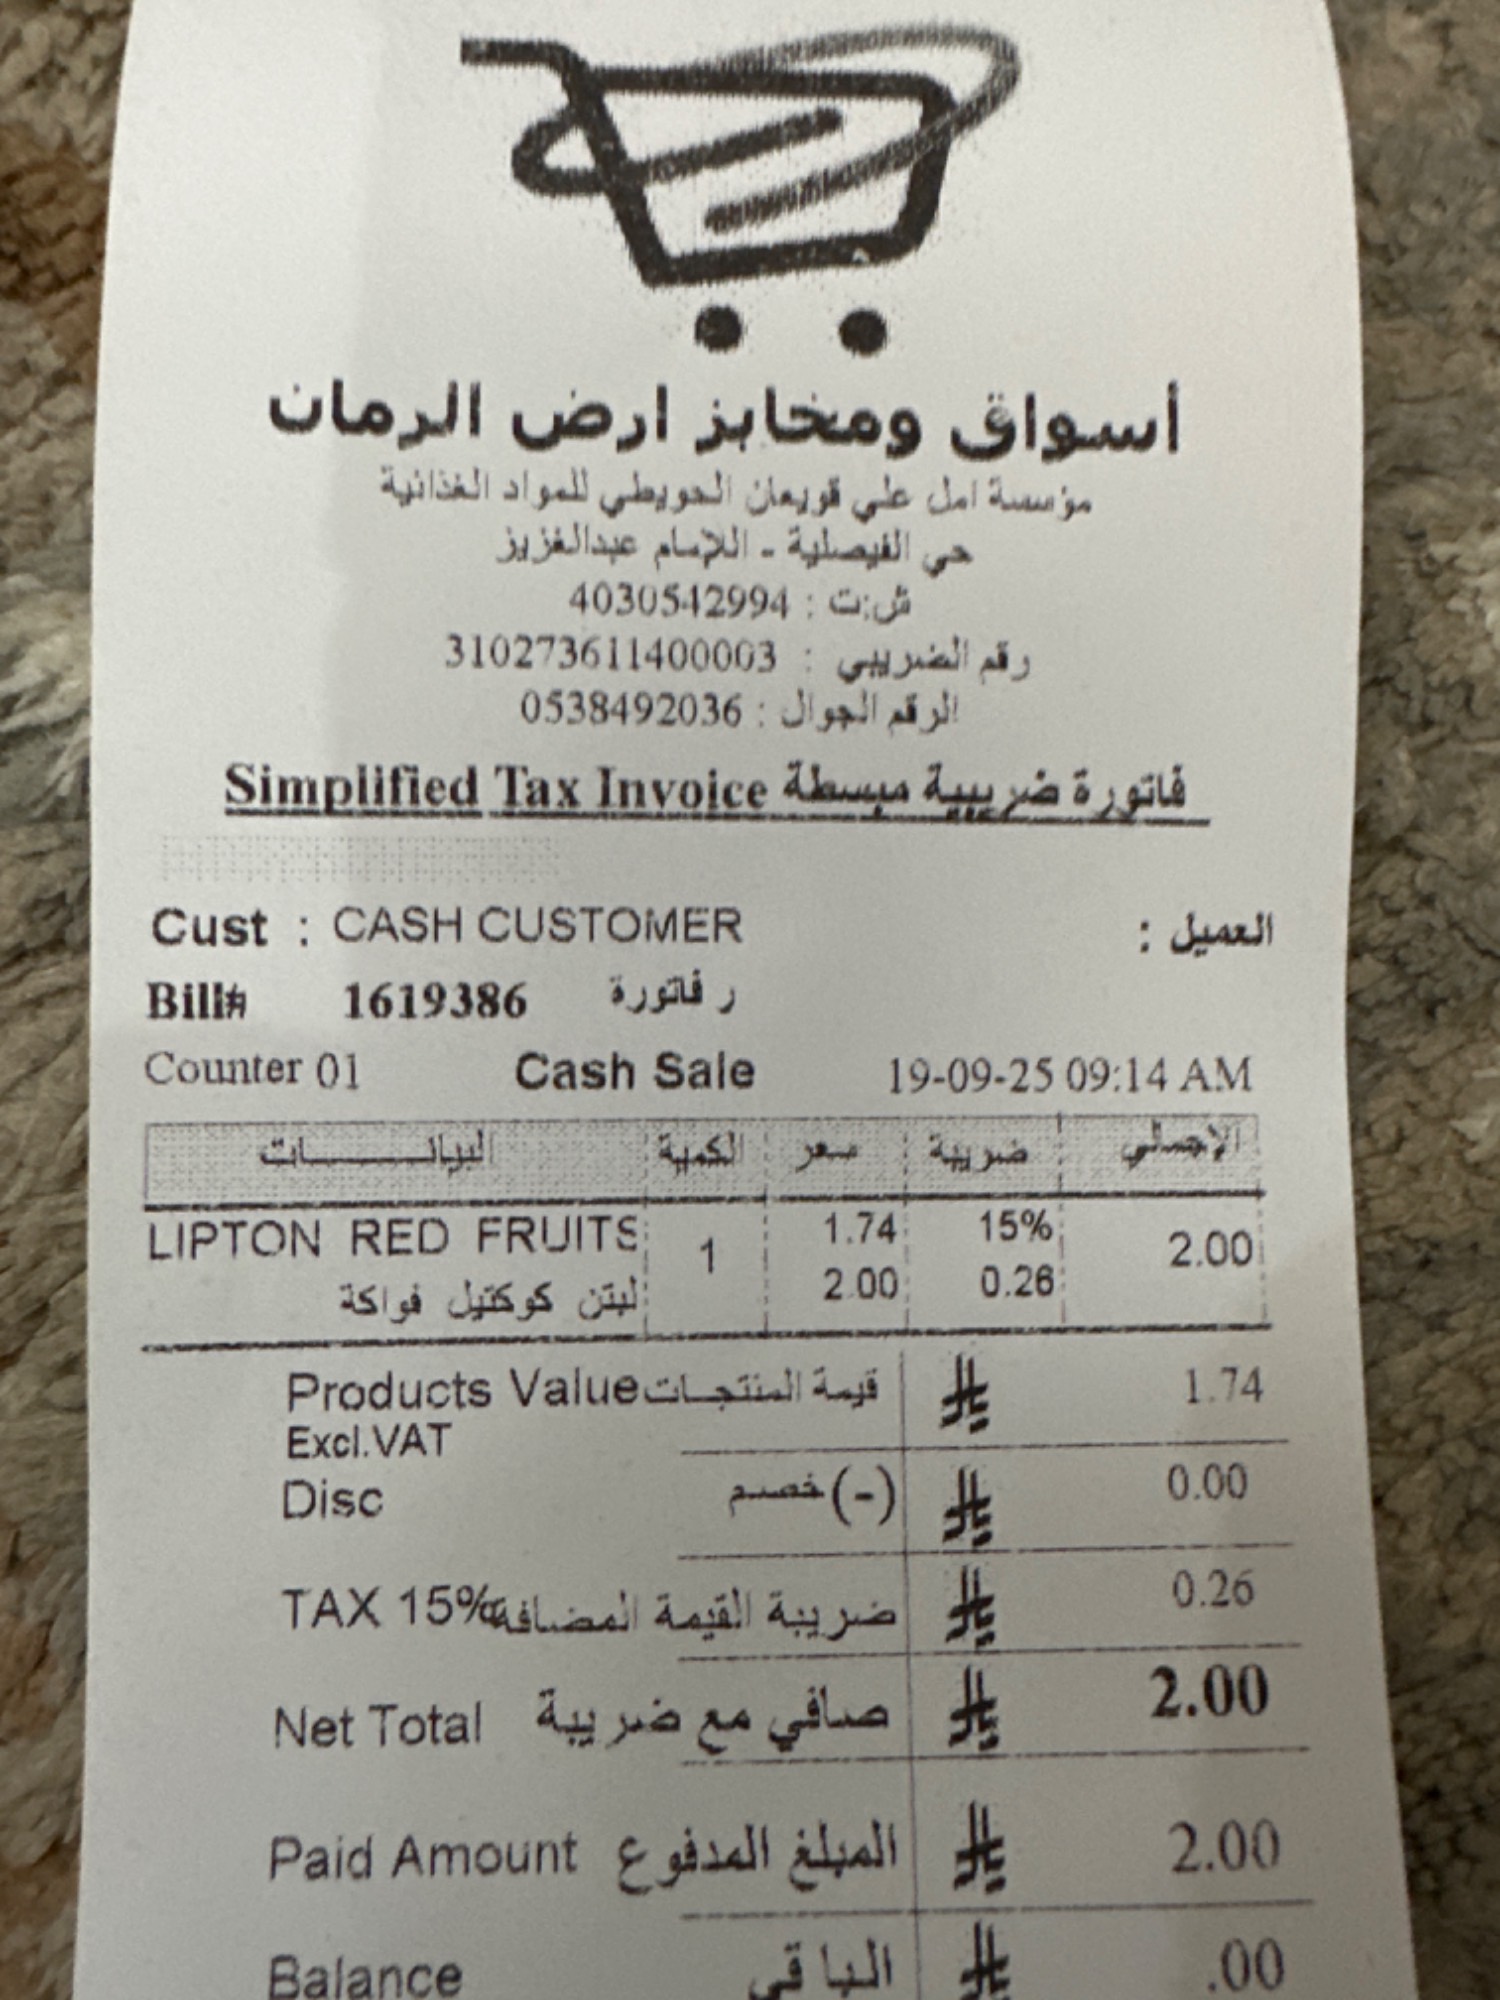 أسواق ومخابز ارض الرمان
مؤسسة امل علي قويعان الحويطي للمواد الغذائية
حي الفيصلية - اللإمام عبدالغزيز
ش:ت : 4030542994
رقم الضريبي : 310273611400003
الرقم الجوال : 0538492036
Simplified Tax Invoice فاتورة ضريبية مبسطة
Cust : CASH CUSTOMER العميل :
Bill# 1619386 ر فاتورة
Counter 01 Cash Sale 19-09-25 09:14 AM
البيانـــات الكمية سعر ضريبة الإجمالي
LIPTON RED FRUITS 1 1.74 15% 2.00
لبتن كوكتيل فواكة 2.00 0.26
Products Value قيمة المنتجات 1.74
Excl.VAT
Disc خصم (-) 0.00
TAX 15% ضريبة القيمة المضافة 0.26
Net Total صافي مع ضريبة 2.00
Paid Amount المبلغ المدفوع 2.00
Balance الباقي .00